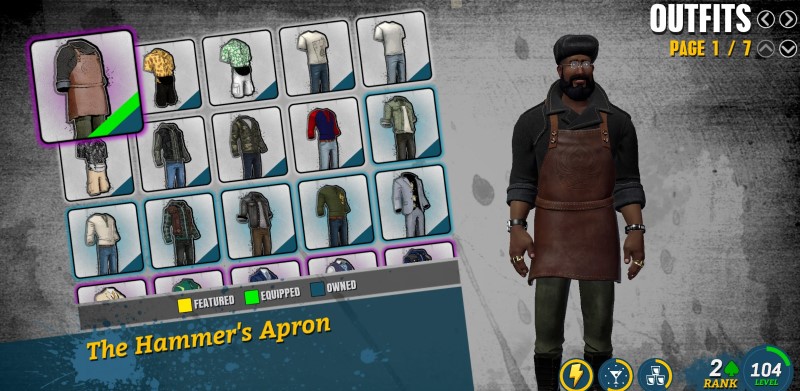 OUTFITS
PAGE 1 / 7
FEATURED
EQUIPPED
OWNED
The Hammer's Apron
2
RANK
104
LEVEL